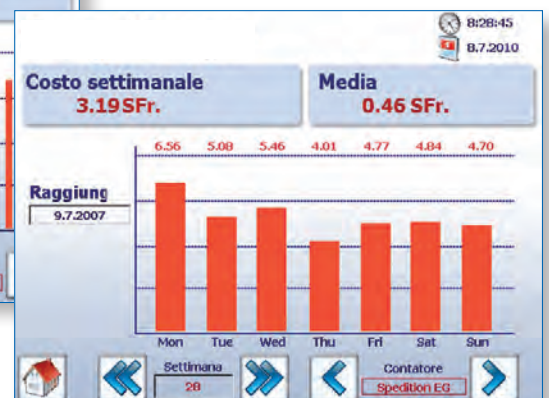 8:28:45
8.7.2010
Costo settimanale
3.19SFr.
Media
0.46 SFr.
6.56 5.08 5.46 4.01 4.77 4.84 4.70
Raggiung
9.7.2007
Mon Tue Wed Thu Fri Sat Sun
Settimana
28
Contatore
Spedition EG